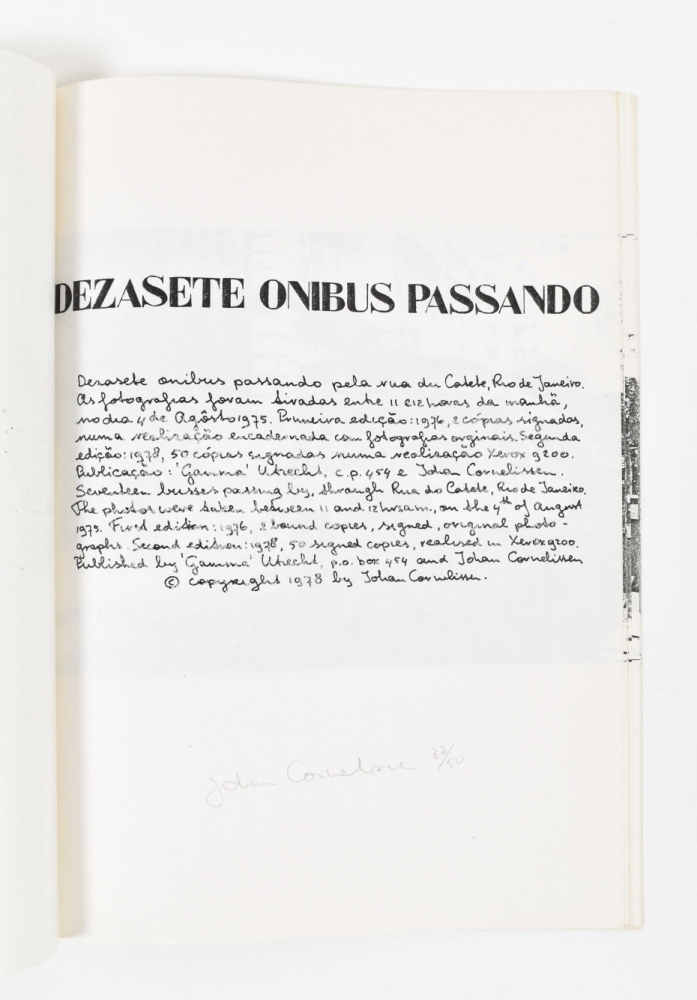 DEZASETE ONIBUS PASSANDO
Dezasete onibus passando pela rua du Catete, Rio de Janeiro.
As fotografias foram tiradas entre 11 e 12 horas da manhã,
no dia 4 de Agôsto 1975. Primeira edição: 1976, 2 cópias signadas,
numa realização encadernada com fotografias originais. Segunda
edição: 1978, 50 cópias signadas numa realização Xerox 9200.
Publicação: 'Gamma' Utrecht, c.p. 454 e Johan Cornelissen.
Seventeen busses passing by, through Rua do Catete, Rio de Janeiro.
The photos were taken between 11 and 12 hrs am, on the 4th of august
1975. First edition: 1976, 2 bound copies, signed, original photo-
graphs. Second edition: 1978, 50 signed copies, realised in Xerox 9200.
Published by 'Gamma' Utrecht, p.o. box 454 and Johan Cornelissen
© copyright 1978 by Johan Cornelissen.
Johan Cornelissen 33/50